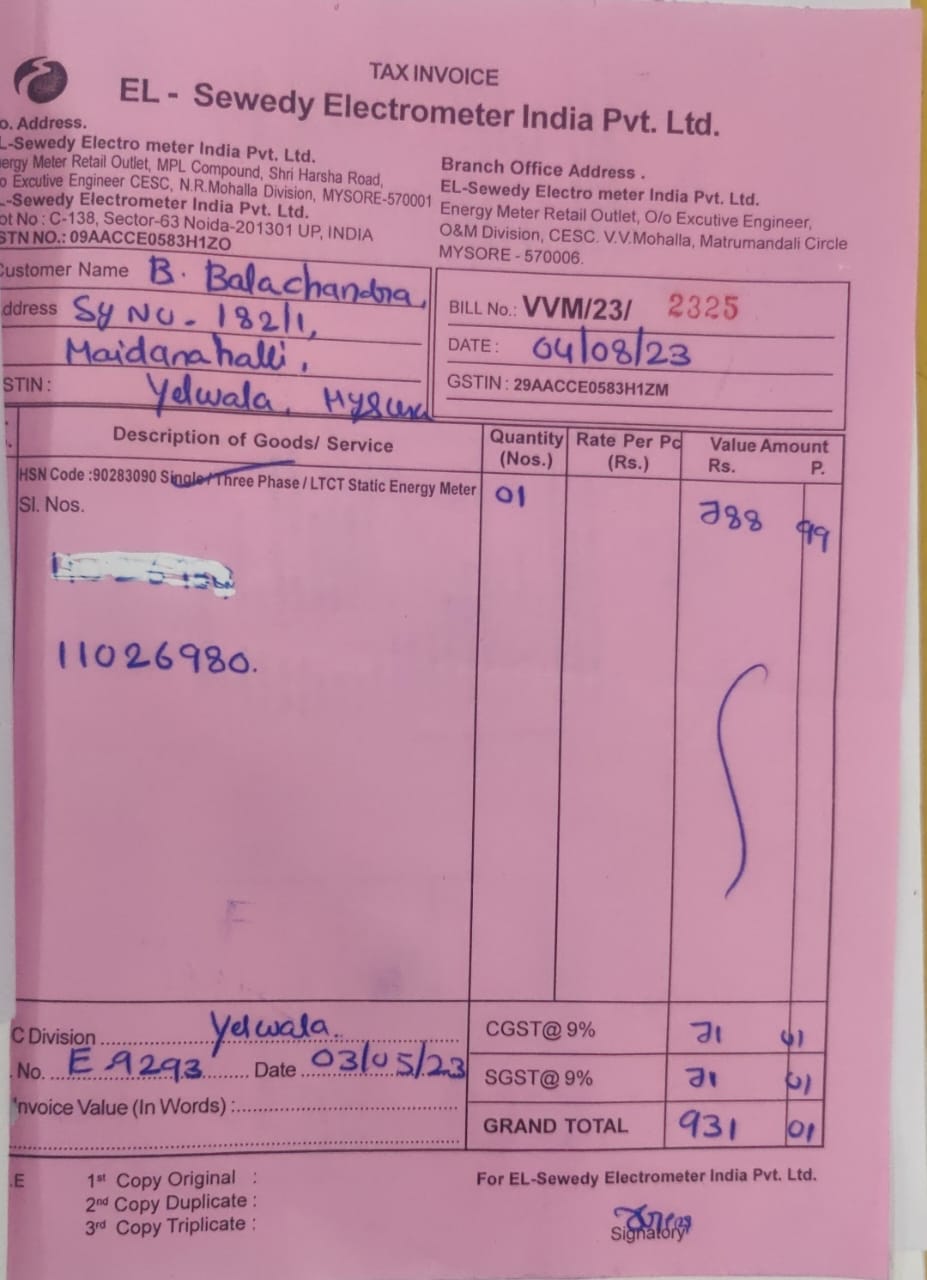 TAX INVOICE
EL - Sewedy Electrometer India Pvt. Ltd.
o. Address.
L-Sewedy Electro meter India Pvt. Ltd.
ergy Meter Retail Outlet, MPL Compound, Shri Harsha Road,
o Excutive Engineer CESC, N.R.Mohalla Division, MYSORE-570001
-Sewedy Electrometer India Pvt. Ltd.
ot No : C-138, Sector-63 Noida-201301 UP, INDIA
STN NO.: 09AACCE0583H1ZO
Branch Office Address .
EL-Sewedy Electro meter India Pvt. Ltd.
Energy Meter Retail Outlet, O/o Excutive Engineer,
O&M Division, CESC. V.V.Mohalla, Matrumandali Circle
MYSORE - 570006.
ustomer Name B. Balachandra,
ddress Sy No - 182/1,
Maidanahalli,
STIN : Yelwala, Mysuru
BILL No.: VVM/23/ 2325
DATE : 04/08/23
GSTIN : 29AACCE0583H1ZM
Description of Goods/ Service Quantity (Nos.) Rate Per Pc (Rs.) Value Amount Rs. P.
HSN Code :90283090 Single / Three Phase / LTCT Static Energy Meter 01 788 99
Sl. Nos.
11026980.
C Division Yelwala
. No. E 9293 Date 03/05/23
nvoice Value (In Words) :
CGST@ 9% 71 01
SGST@ 9% 71 01
GRAND TOTAL 931 01
.E 1st Copy Original :
2nd Copy Duplicate :
3rd Copy Triplicate :
For EL-Sewedy Electrometer India Pvt. Ltd.
Signatory